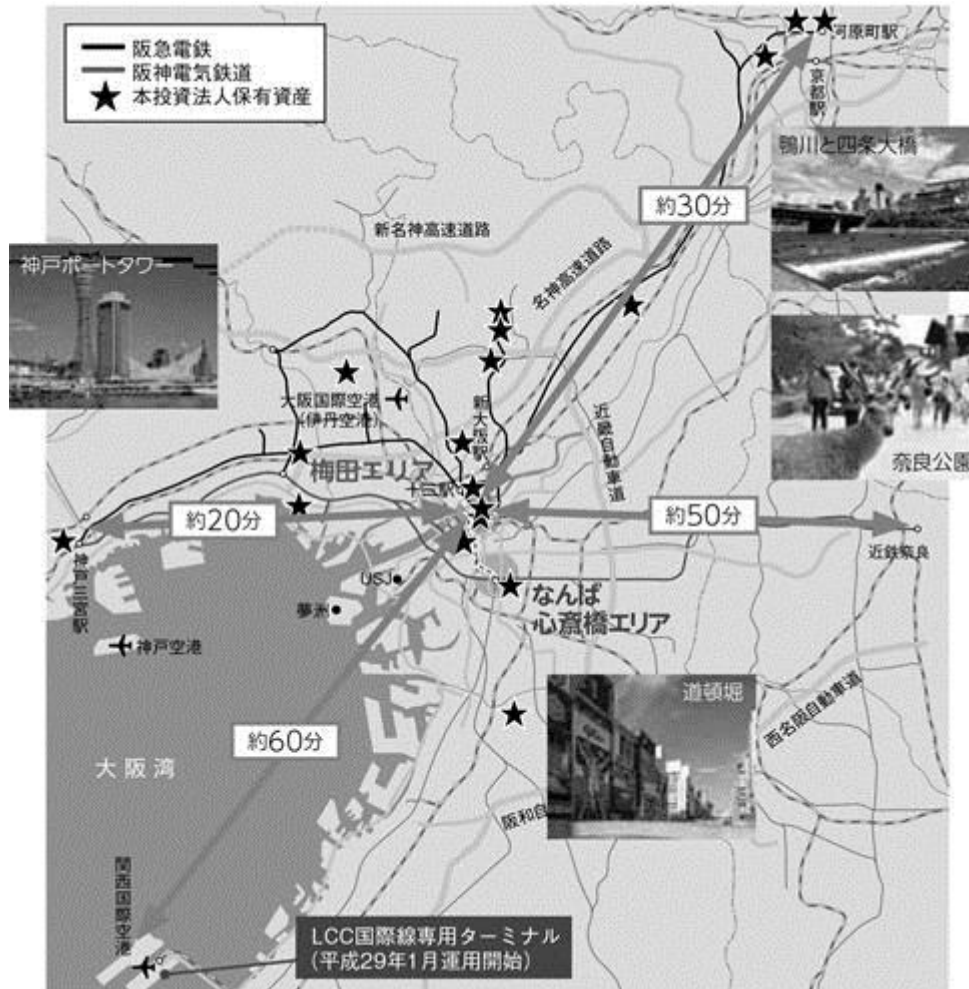 阪急電鉄
阪神電気鉄道
本投資法人保有資産
河原町駅
京都駅
鴨川と四条大橋
約30分
新名神高速道路
神戸ポートタワー
名神高速道路
大阪国際空港
(伊丹空港)
新大阪駅
近畿自動車道
奈良公園
梅田エリア
十三駅
約20分
約50分
近鉄奈良
神戸三宮駅
USJ
夢洲
なんば
心斎橋エリア
神戸空港
道頓堀
西名阪自動車道
約60分
大阪湾
阪和自
関西国際空港
LCC国際線専用ターミナル
(平成29年1月運用開始)